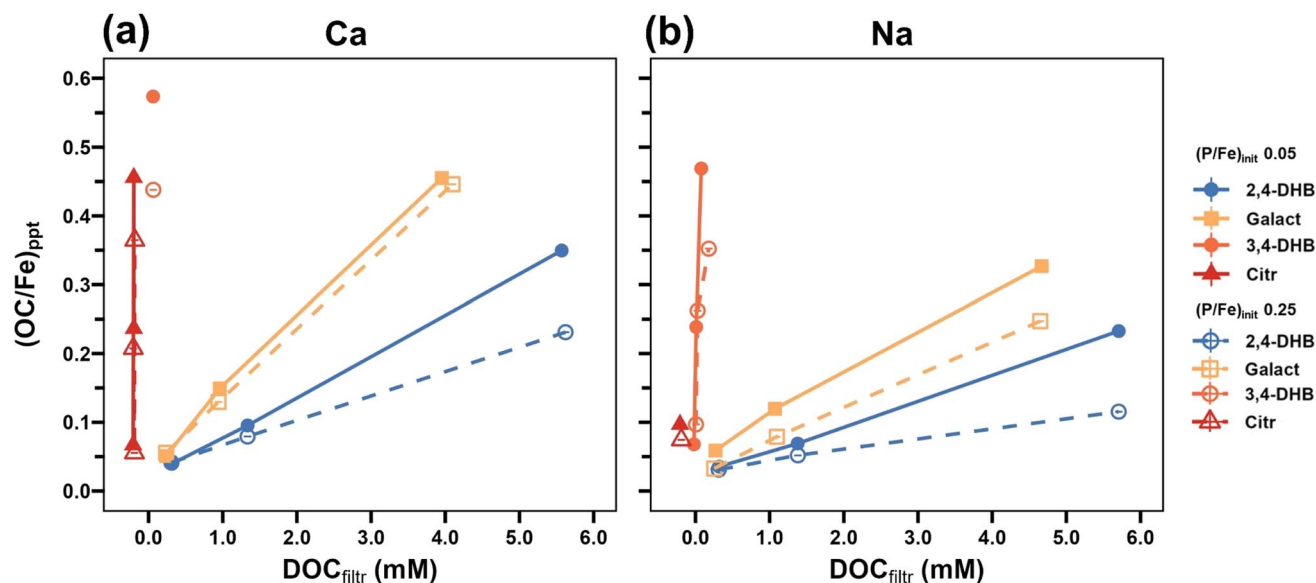 (a) Ca (b) Na
0.6
0.5
0.4
0.3
0.2
0.1
0.0
(OC/Fe)ppt
0.0 1.0 2.0 3.0 4.0 5.0 6.0
0.0 1.0 2.0 3.0 4.0 5.0 6.0
DOCfiltr (mM)
DOCfiltr (mM)
(P/Fe)init 0.05
2,4-DHB
Galact
3,4-DHB
Citr
(P/Fe)init 0.25
2,4-DHB
Galact
3,4-DHB
Citr